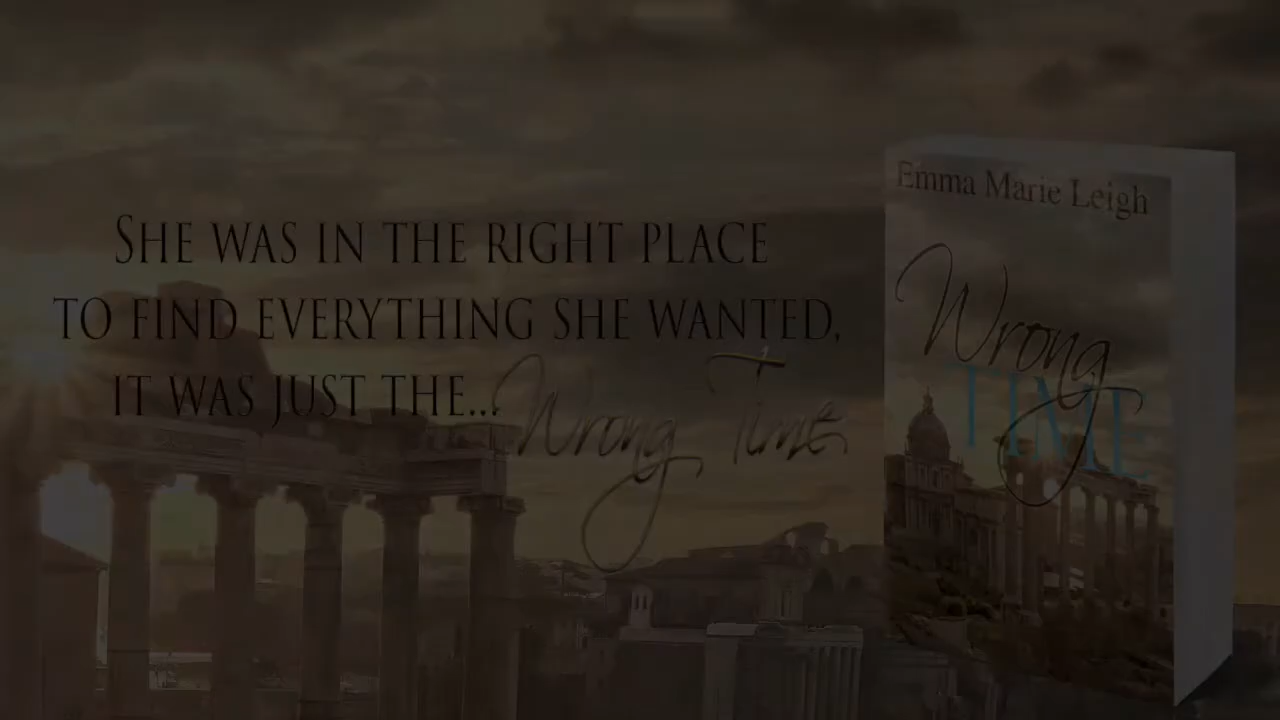 SHE WAS IN THE RIGHT PLACE
TO FIND EVERYTHING SHE WANTED,
IT WAS JUST THE... Wrong Time
Emma Marie Leigh
Wrong
TIME